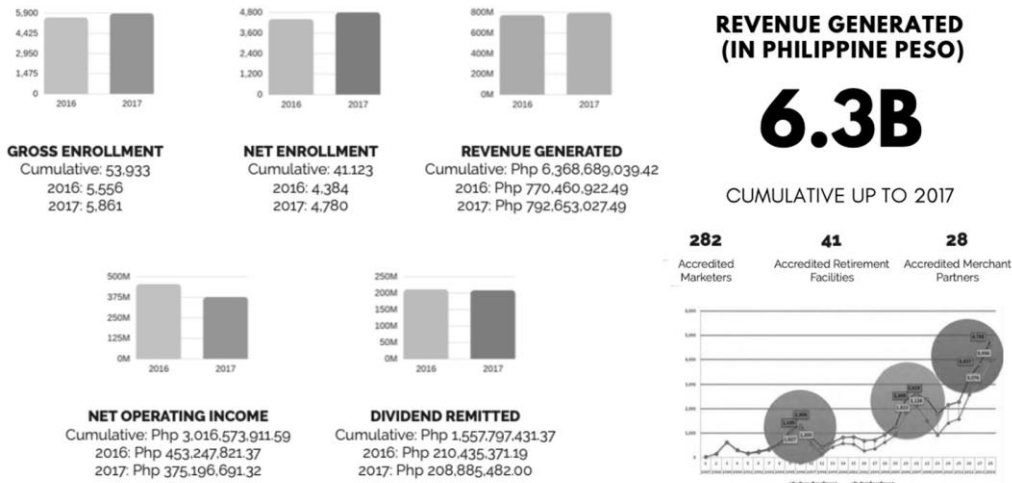 5,900
4,425
2,950
1,475
0
2016 2017
GROSS ENROLLMENT
Cumulative: 53,933
2016: 5,556
2017: 5,861
4,800
3,600
2,400
1,200
0
2016 2017
NET ENROLLMENT
Cumulative: 41.123
2016: 4,384
2017: 4,780
800M
600M
400M
200M
0M
2016 2017
REVENUE GENERATED
Cumulative: Php 6,368,689,039.42
2016: Php 770,460,922.49
2017: Php 792,653,027.49
REVENUE GENERATED
(IN PHILIPPINE PESO)
6.3B
CUMULATIVE UP TO 2017
282
Accredited
Marketers
41
Accredited Retirement
Facilities
28
Accredited Merchant
Partners
500M
375M
250M
125M
0M
2016 2017
NET OPERATING INCOME
Cumulative: Php 3,016,573,911.59
2016: Php 453,247,821.37
2017: Php 375,196,691.32
250M
200M
150M
100M
50M
0M
2016 2017
DIVIDEND REMITTED
Cumulative: Php 1,557,797,431.37
2016: Php 210,435,371.19
2017: Php 208,885,482.00